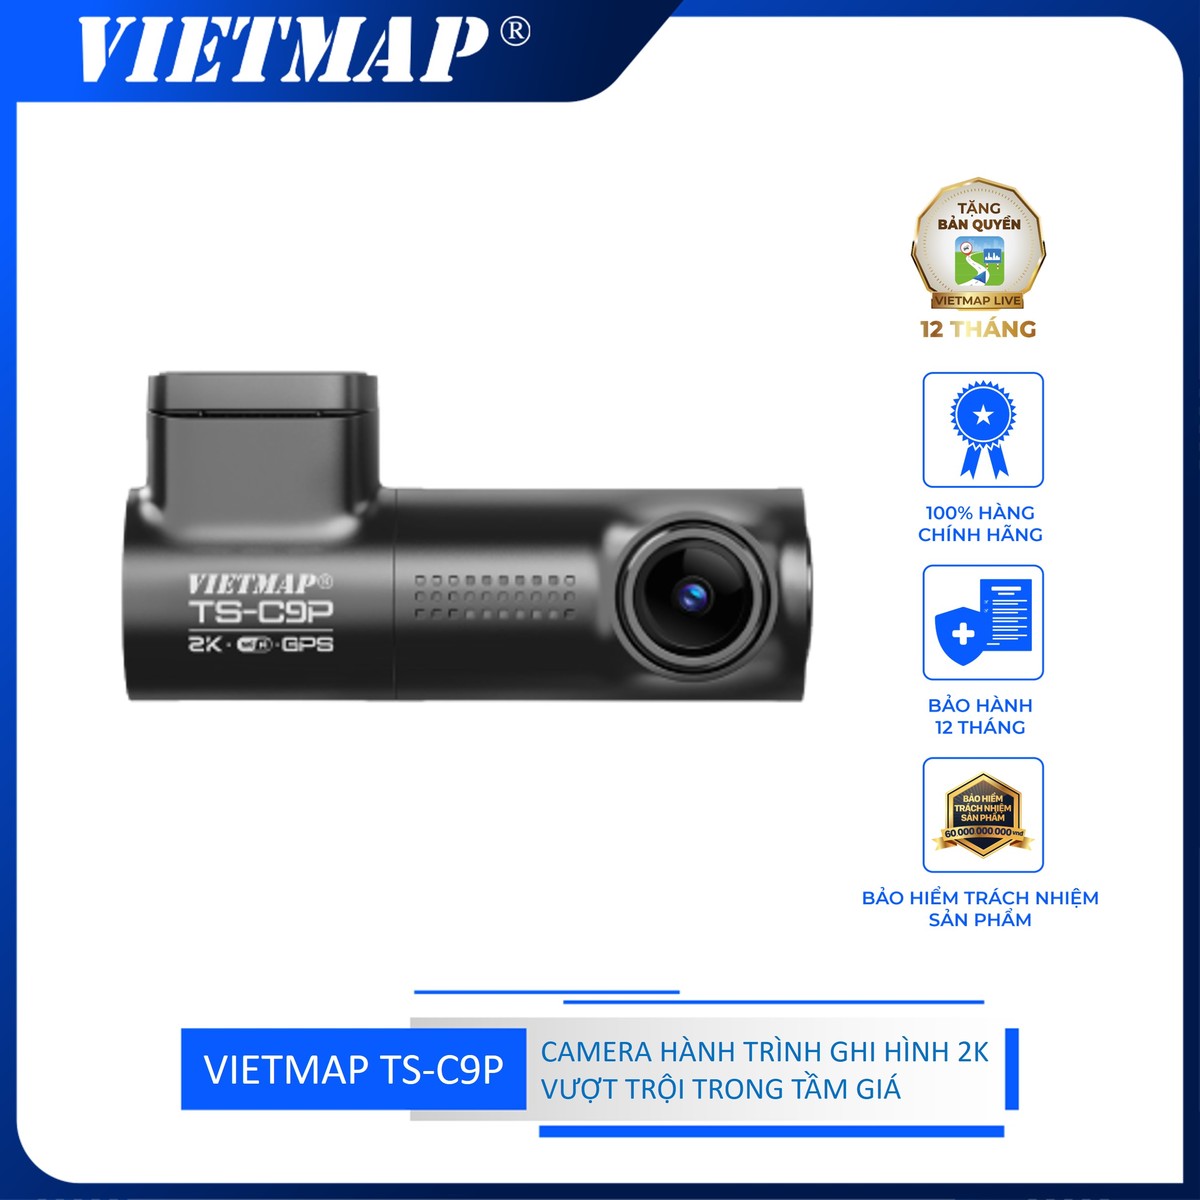 VIETMAP®
TẶNG
BẢN QUYỀN
VIETMAP LIVE
12 THÁNG
100% HÀNG
CHÍNH HÃNG
BẢO HÀNH
12 THÁNG
BẢO HIỂM
TRÁCH NHIỆM
SẢN PHẨM
60 000 000 000 vnđ
BẢO HIỂM TRÁCH NHIỆM
SẢN PHẨM
VIETMAP®
TS-C9P
2K · WiFi · GPS
VIETMAP TS-C9P
CAMERA HÀNH TRÌNH GHI HÌNH 2K
VƯỢT TRỘI TRONG TẦM GIÁ